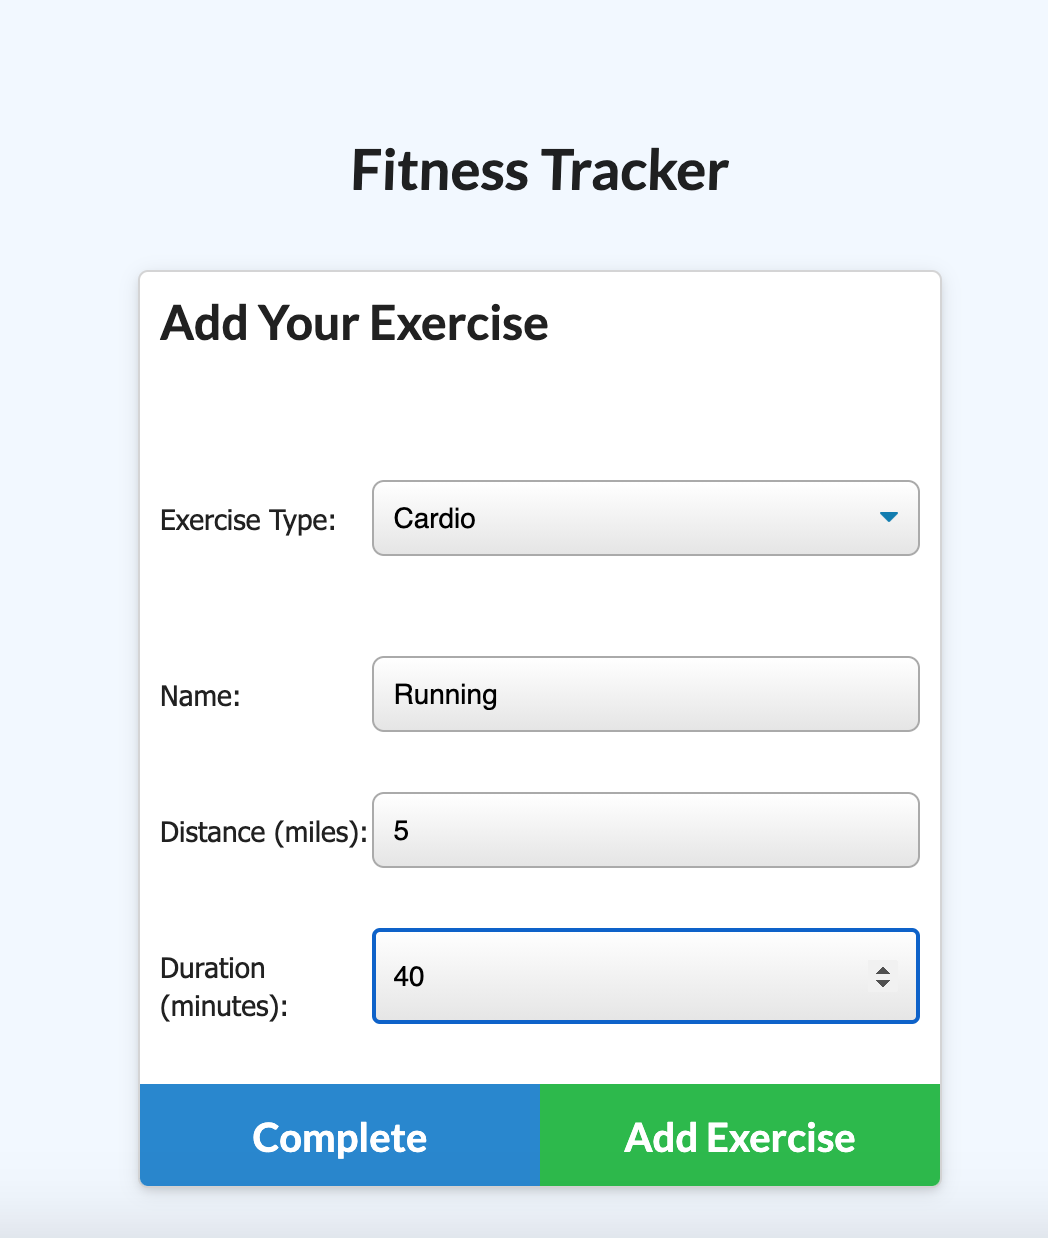 Fitness Tracker
Add Your Exercise
Exercise Type: Cardio
Name: Running
Distance (miles): 5
Duration
(minutes): 40
Complete Add Exercise